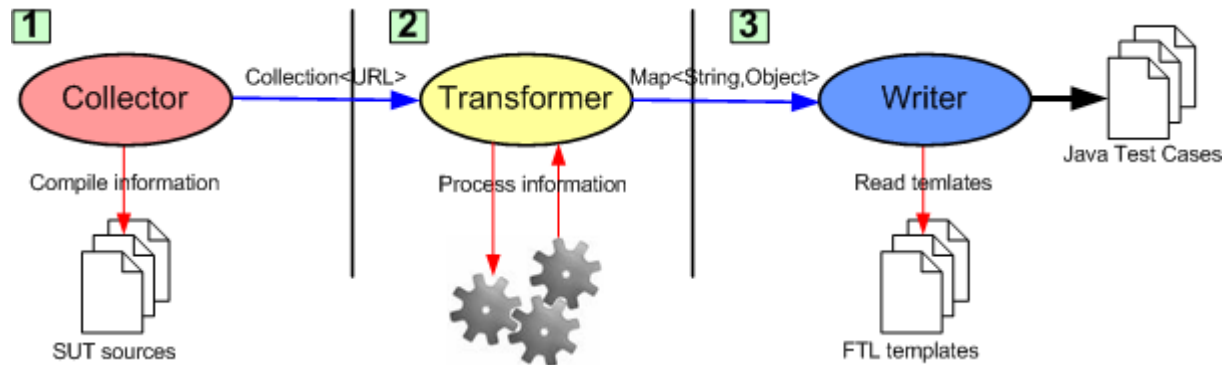 1
2
3
Collector
Collection<URL>
Transformer
Map<String,Object>
Writer
Java Test Cases
Compile information
Process information
Read temlates
SUT sources
FTL templates